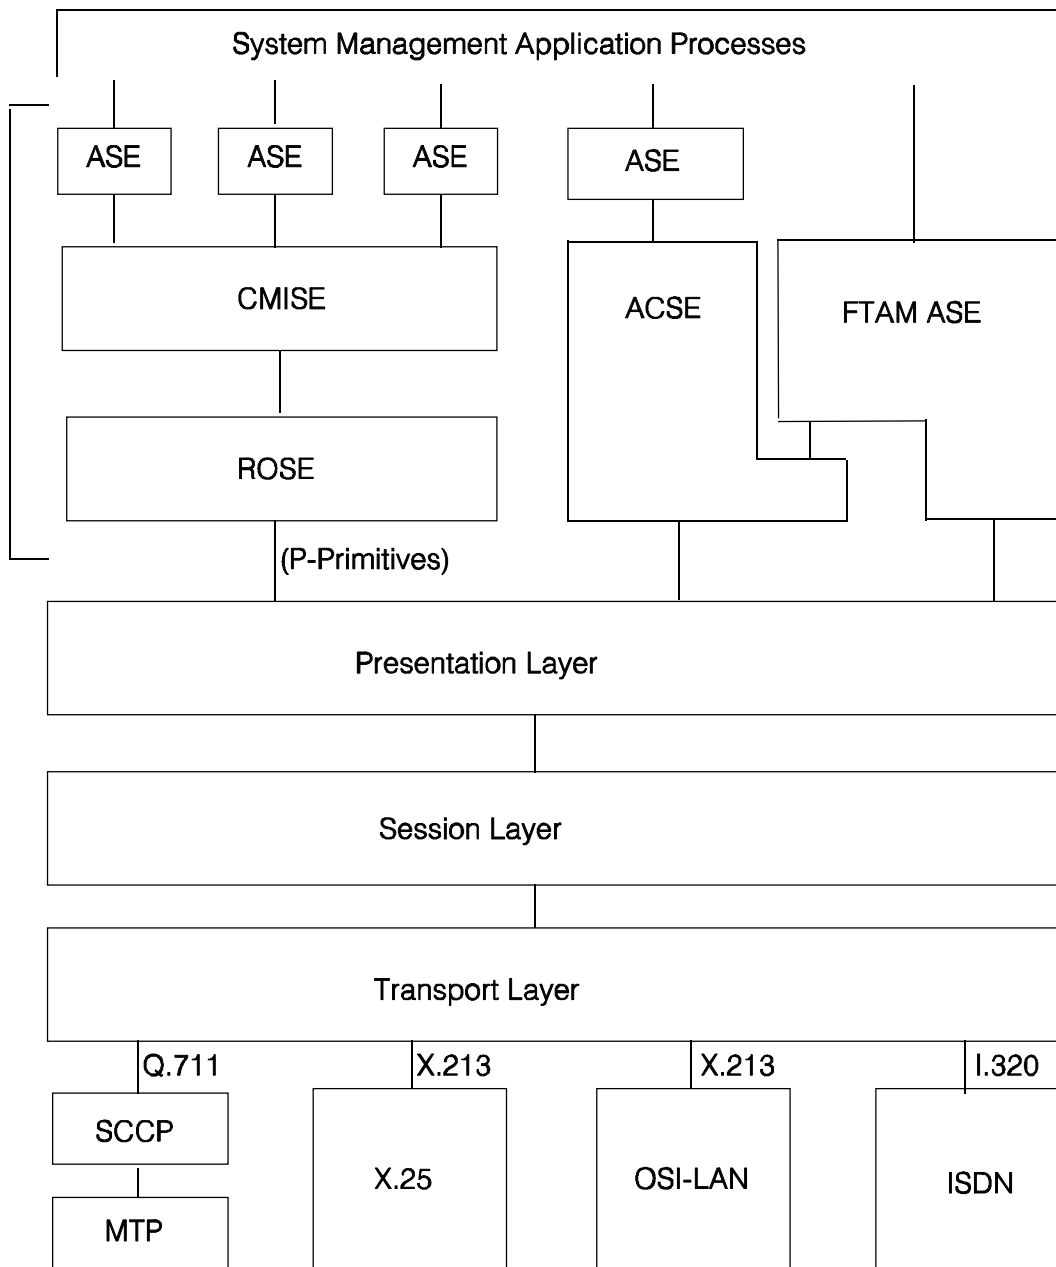 System Management Application Processes
ASE
ASE
ASE
ASE
CMISE
ACSE
FTAM ASE
ROSE
(P-Primitives)
Presentation Layer
Session Layer
Transport Layer
Q.711
X.213
X.213
I.320
SCCP
X.25
OSI-LAN
ISDN
MTP